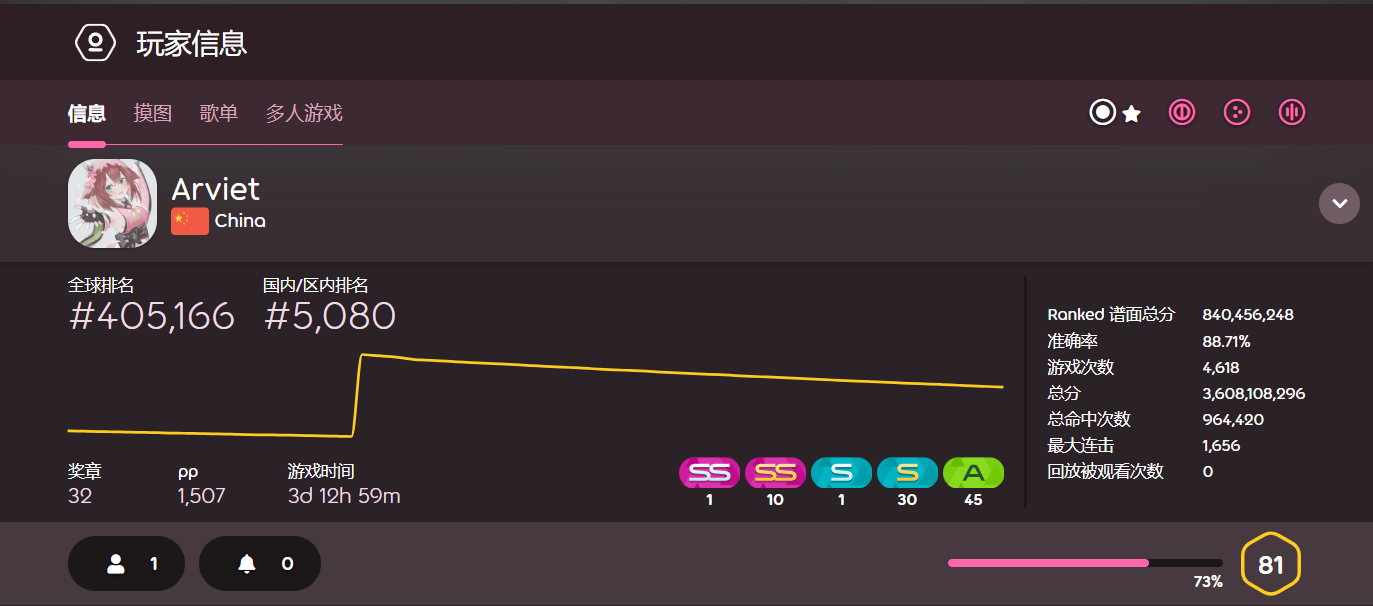 玩家信息
信息 摸图 歌单 多人游戏
Arviet
China
全球排名 国内/区内排名
#405,166 #5,080
Ranked 谱面总分 840,456,248
准确率 88.71%
游戏次数 4,618
总分 3,608,108,296
总命中次数 964,420
最大连击 1,656
回放被观看次数 0
奖章 pp 游戏时间
32 1,507 3d 12h 59m
SS SS S S A
1 10 1 30 45
1 0
73%
81